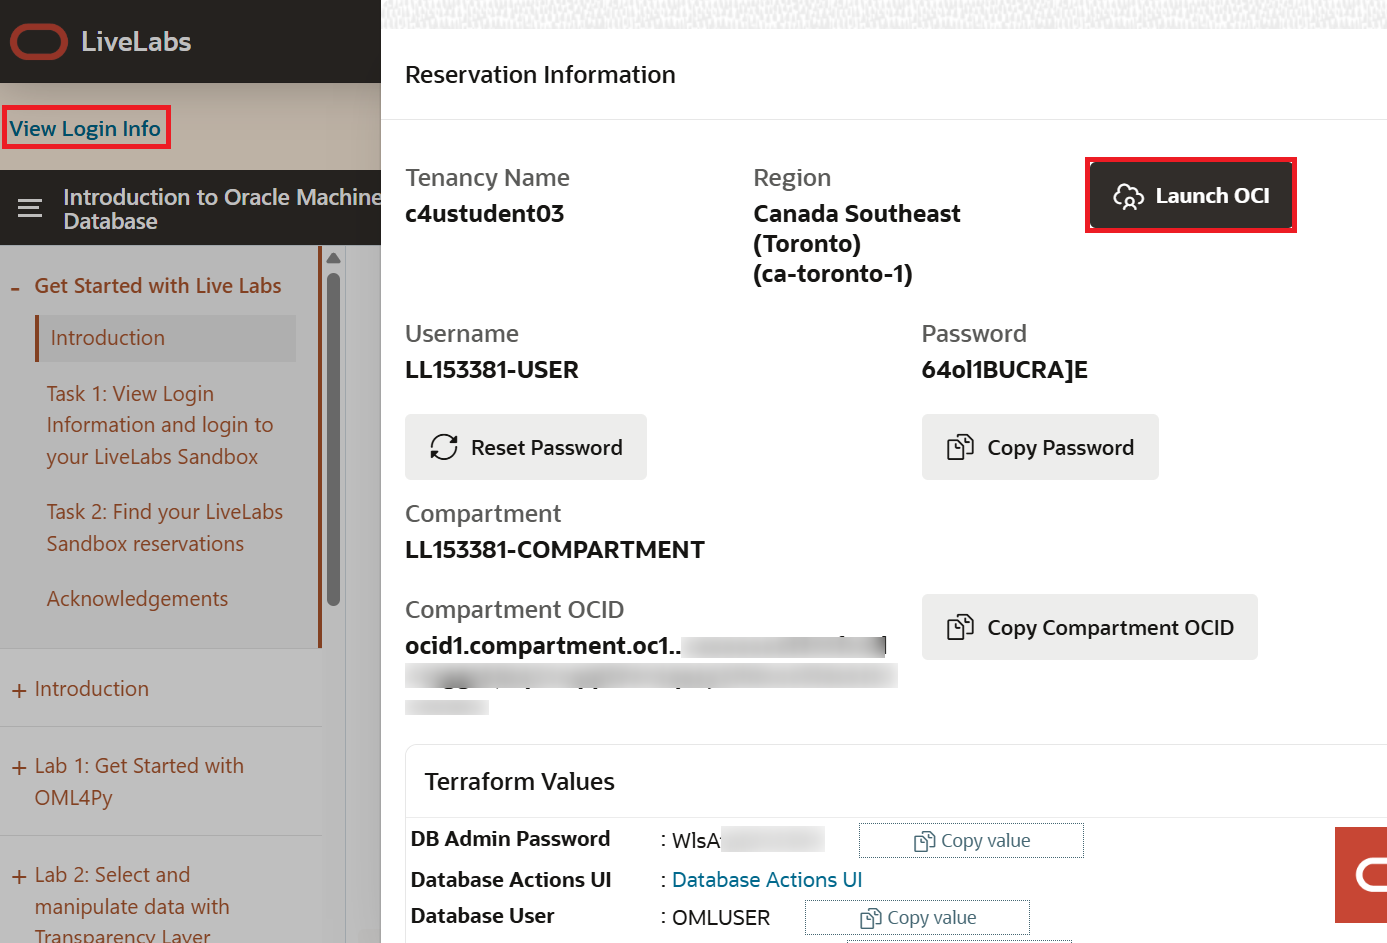 LiveLabs
View Login Info
Introduction to Oracle Machine
Database
- Get Started with Live Labs
Introduction
Task 1: View Login
Information and login to
your LiveLabs Sandbox
Task 2: Find your LiveLabs
Sandbox reservations
Acknowledgements
+ Introduction
+ Lab 1: Get Started with
OML4Py
+ Lab 2: Select and
manipulate data with
Transparency Layer
Reservation Information
Tenancy Name
c4ustudent03
Region
Canada Southeast
(Toronto)
(ca-toronto-1)
Launch OCI
Username
LL153381-USER
Password
64ol1BUCRA]E
Reset Password
Copy Password
Compartment
LL153381-COMPARTMENT
Compartment OCID
ocid1.compartment.oc1..
Copy Compartment OCID
Terraform Values
DB Admin Password : WlsA Copy value
Database Actions UI : Database Actions UI
Database User : OMLUSER Copy value